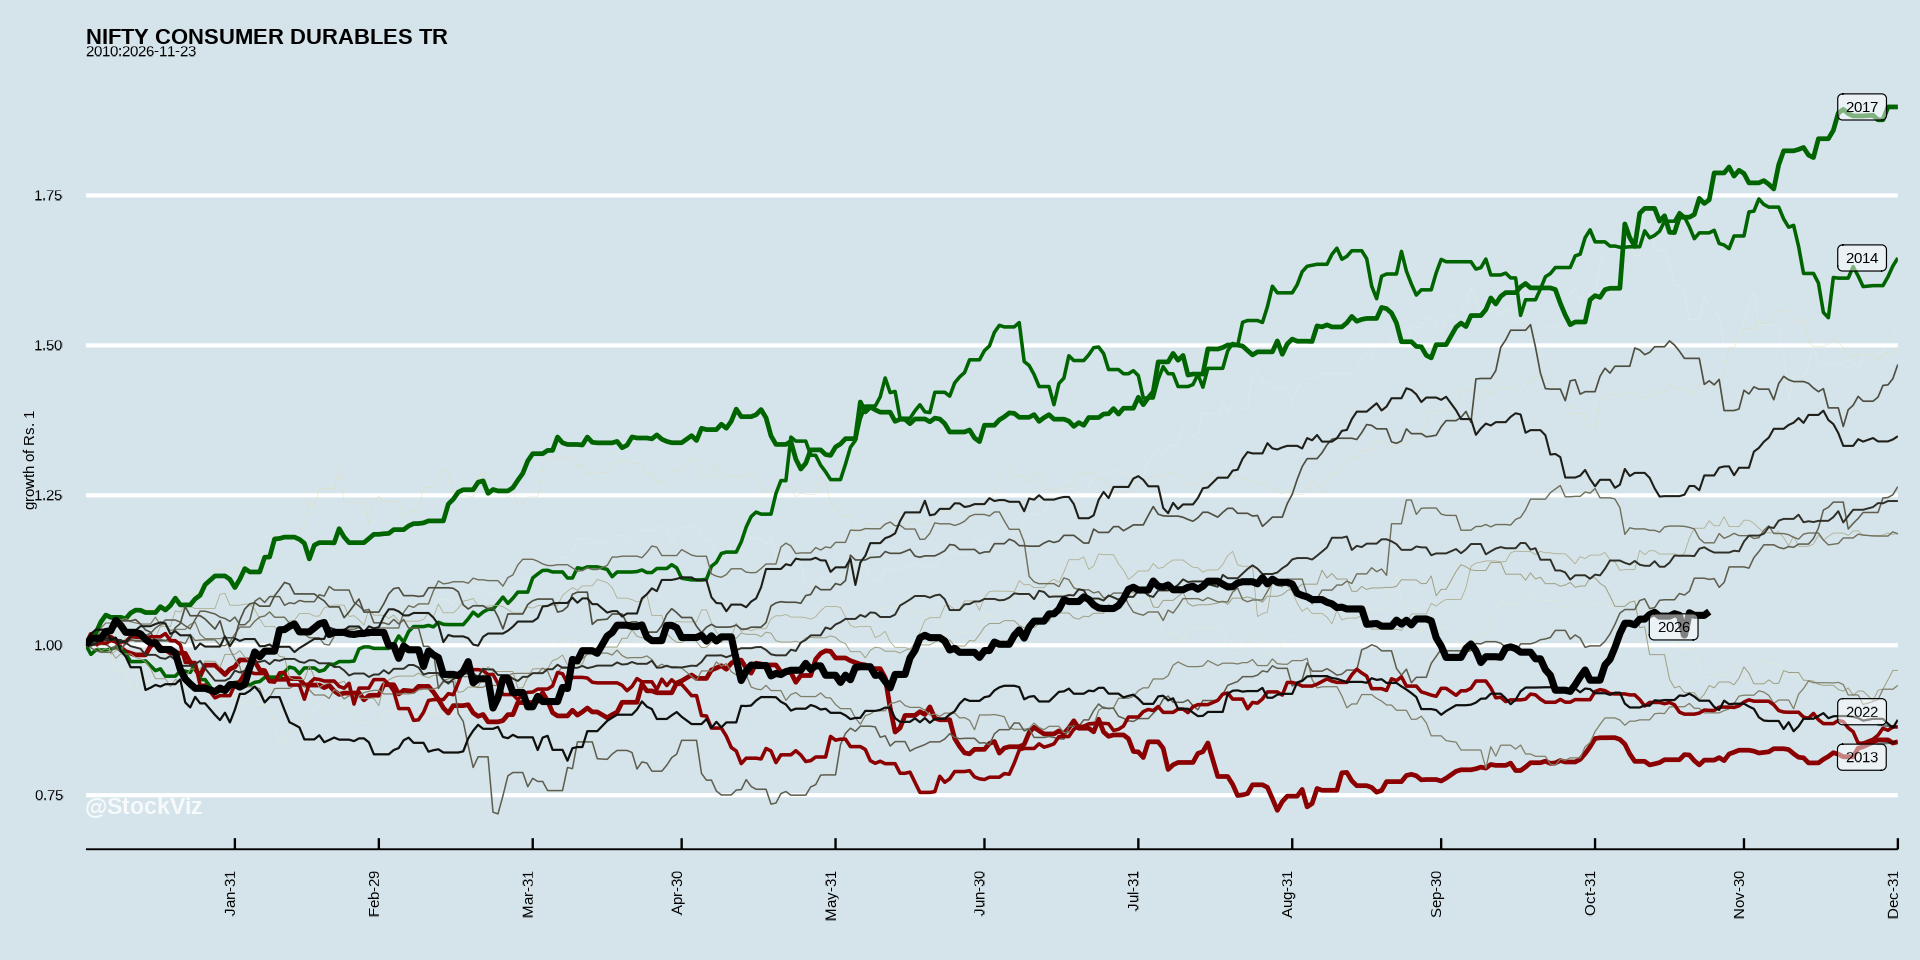 NIFTY CONSUMER DURABLES TR
2010:2026-11-23
2017
1.75
2014
1.50
growth of Rs. 1
1.25
1.00
2026
2022
2013
0.75
@StockViz
Jan-31
Feb-29
Mar-31
Apr-30
May-31
Jun-30
Jul-31
Aug-31
Sep-30
Oct-31
Nov-30
Dec-31